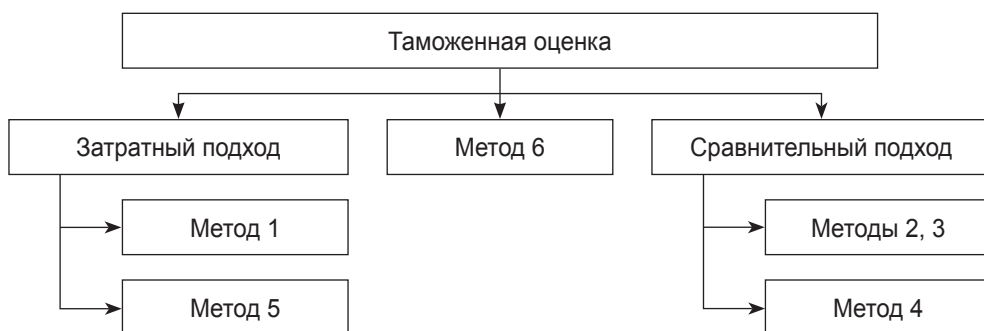 Таможенная оценка
Затратный подход
Метод 6
Сравнительный подход
Метод 1
Методы 2, 3
Метод 5
Метод 4